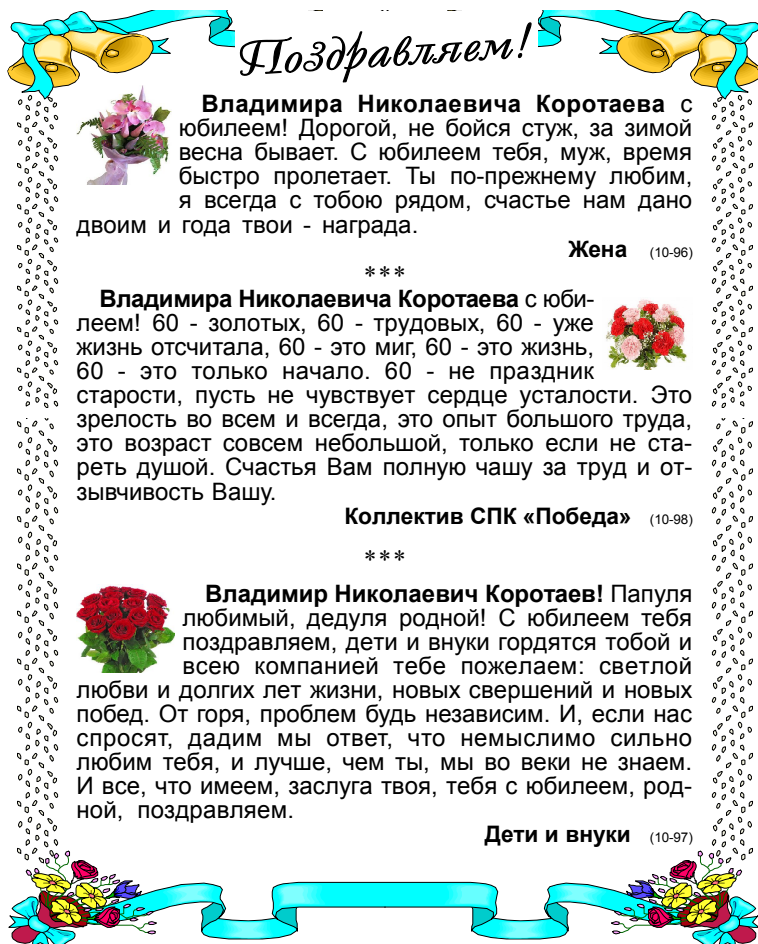 Поздравляем!
Владимира Николаевича Коротаева с
юбилеем! Дорогой, не бойся стуж, за зимой
весна бывает. С юбилеем тебя, муж, время
быстро пролетает. Ты по-прежнему любим,
я всегда с тобою рядом, счастье нам дано
двоим и года твои - награда.
Жена (10-96)
***
Владимира Николаевича Коротаева с юби-
леем! 60 - золотых, 60 - трудовых, 60 - уже
жизнь отсчитала, 60 - это миг, 60 - это жизнь,
60 - это только начало. 60 - не праздник
старости, пусть не чувствует сердце усталости. Это
зрелость во всем и всегда, это опыт большого труда,
это возраст совсем небольшой, только если не ста-
реть душой. Счастья Вам полную чашу за труд и от-
зывчивость Вашу.
Коллектив СПК «Победа» (10-98)
***
Владимир Николаевич Коротаев! Папуля
любимый, дедуля родной! С юбилеем тебя
поздравляем, дети и внуки гордятся тобой и
всею компанией тебе пожелаем: светлой
любви и долгих лет жизни, новых свершений и новых
побед. От горя, проблем будь независим. И, если нас
спросят, дадим мы ответ, что немыслимо сильно
любим тебя, и лучше, чем ты, мы во веки не знаем.
И все, что имеем, заслуга твоя, тебя с юбилеем, род-
ной, поздравляем.
Дети и внуки (10-97)